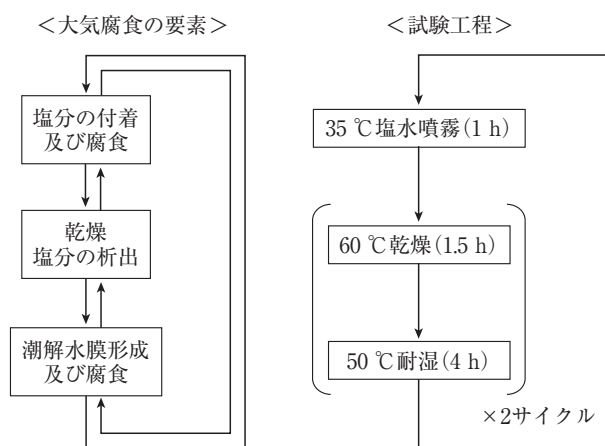 ＜大気腐食の要素＞
塩分の付着
及び腐食
乾燥
塩分の析出
潮解水膜形成
及び腐食
＜試験工程＞
35 ℃塩水噴霧(1 h)
60 ℃乾燥(1.5 h)
50 ℃耐湿(4 h)
×2サイクル